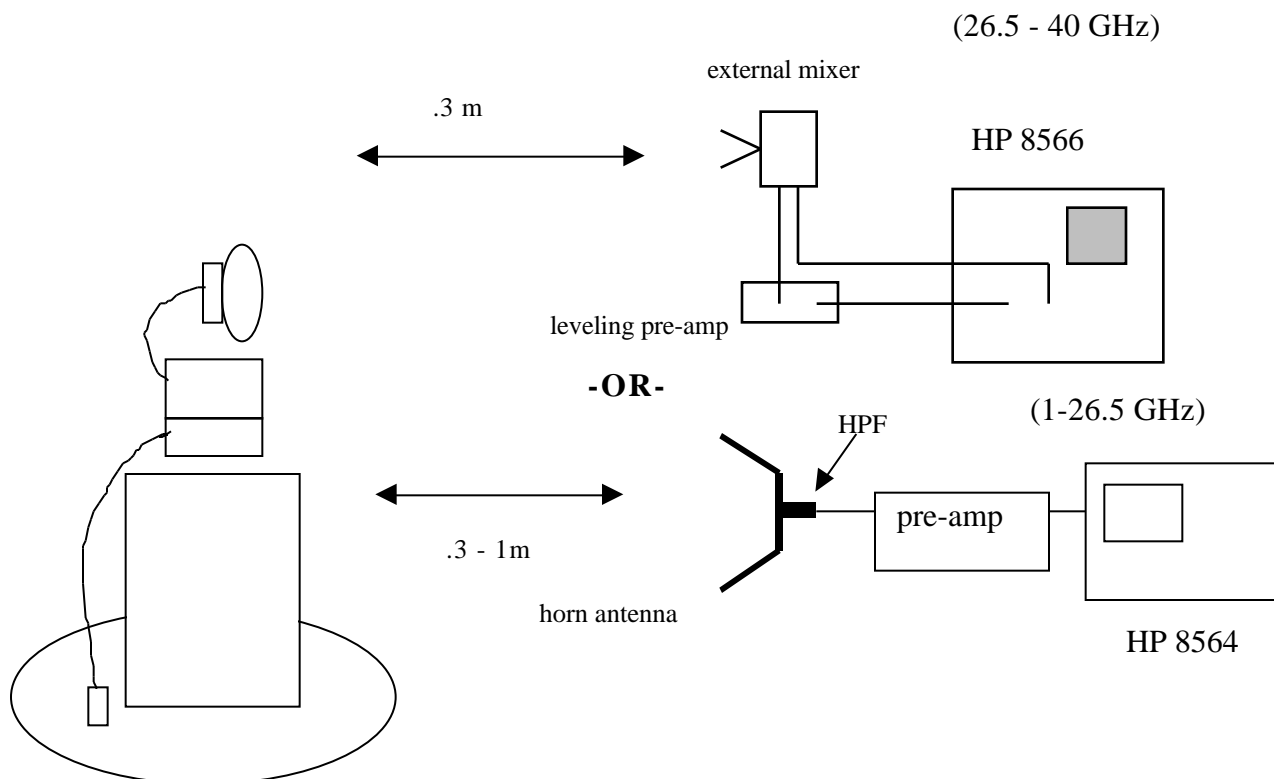 (26.5 - 40 GHz)
external mixer
.3 m
HP 8566
leveling pre-amp
-OR-
(1-26.5 GHz)
HPF
pre-amp
.3 - 1m
horn antenna
HP 8564